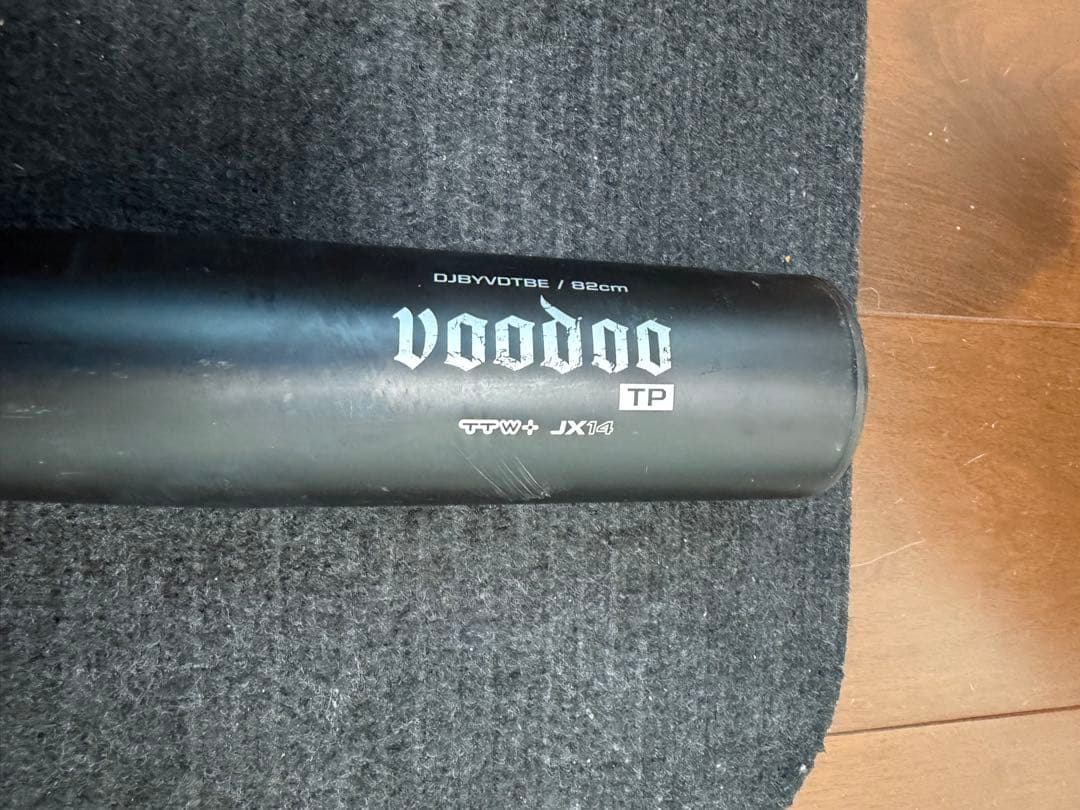 DJBYVDTBE / 82cm
voodoo
TP
TTW+ JX14